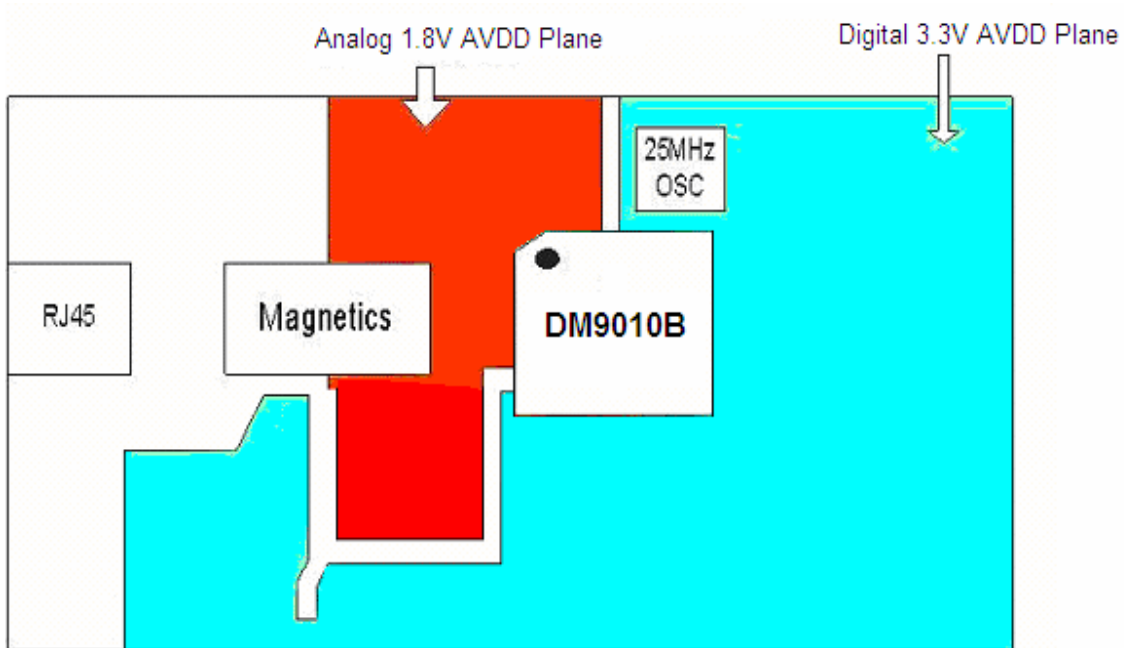 Analog 1.8V AVDD Plane
Digital 3.3V AVDD Plane
25MHz
OSC
RJ45
Magnetics
DM9010B